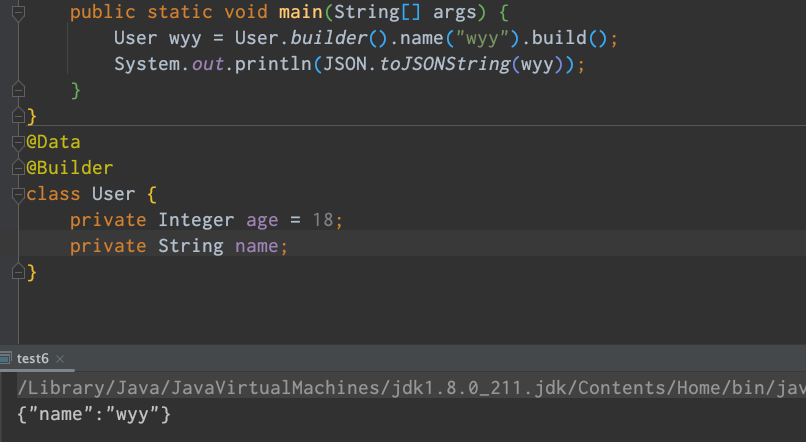 public static void main(String[] args) {
User wyy = User.builder().name("wyy").build();
System.out.println(JSON.toJSONString(wyy));
}
}
@Data
@Builder
class User {
private Integer age = 18;
private String name;
}
test6 ×
/Library/Java/JavaVirtualMachines/jdk1.8.0_211.jdk/Contents/Home/bin/jav
{"name":"wyy"}